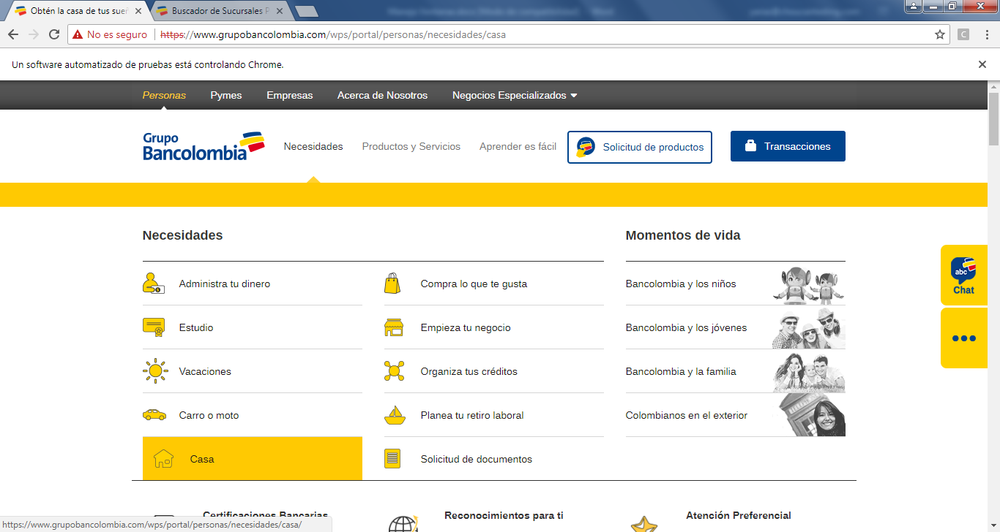 Obtén la casa de tus sueñ
Buscador de Sucursales P
No es seguro
https://www.grupobancolombia.com/wps/portal/personas/necesidades/casa
C
Un software automatizado de pruebas está controlando Chrome.
Personas
Pymes
Empresas
Acerca de Nosotros
Negocios Especializados
Grupo
Bancolombia
Necesidades
Productos y Servicios
Aprender es fácil
Solicitud de productos
Transacciones
Necesidades
Administra tu dinero
Estudio
Vacaciones
Carro o moto
Casa
Compra lo que te gusta
Empieza tu negocio
Organiza tus créditos
Planea tu retiro laboral
Solicitud de documentos
Momentos de vida
Bancolombia y los niños
Bancolombia y los jóvenes
Bancolombia y la familia
Colombianos en el exterior
abc
Chat
Certificaciones Bancarias
Reconocimientos para ti
Atención Preferencial
https://www.grupobancolombia.com/wps/portal/personas/necesidades/casa/